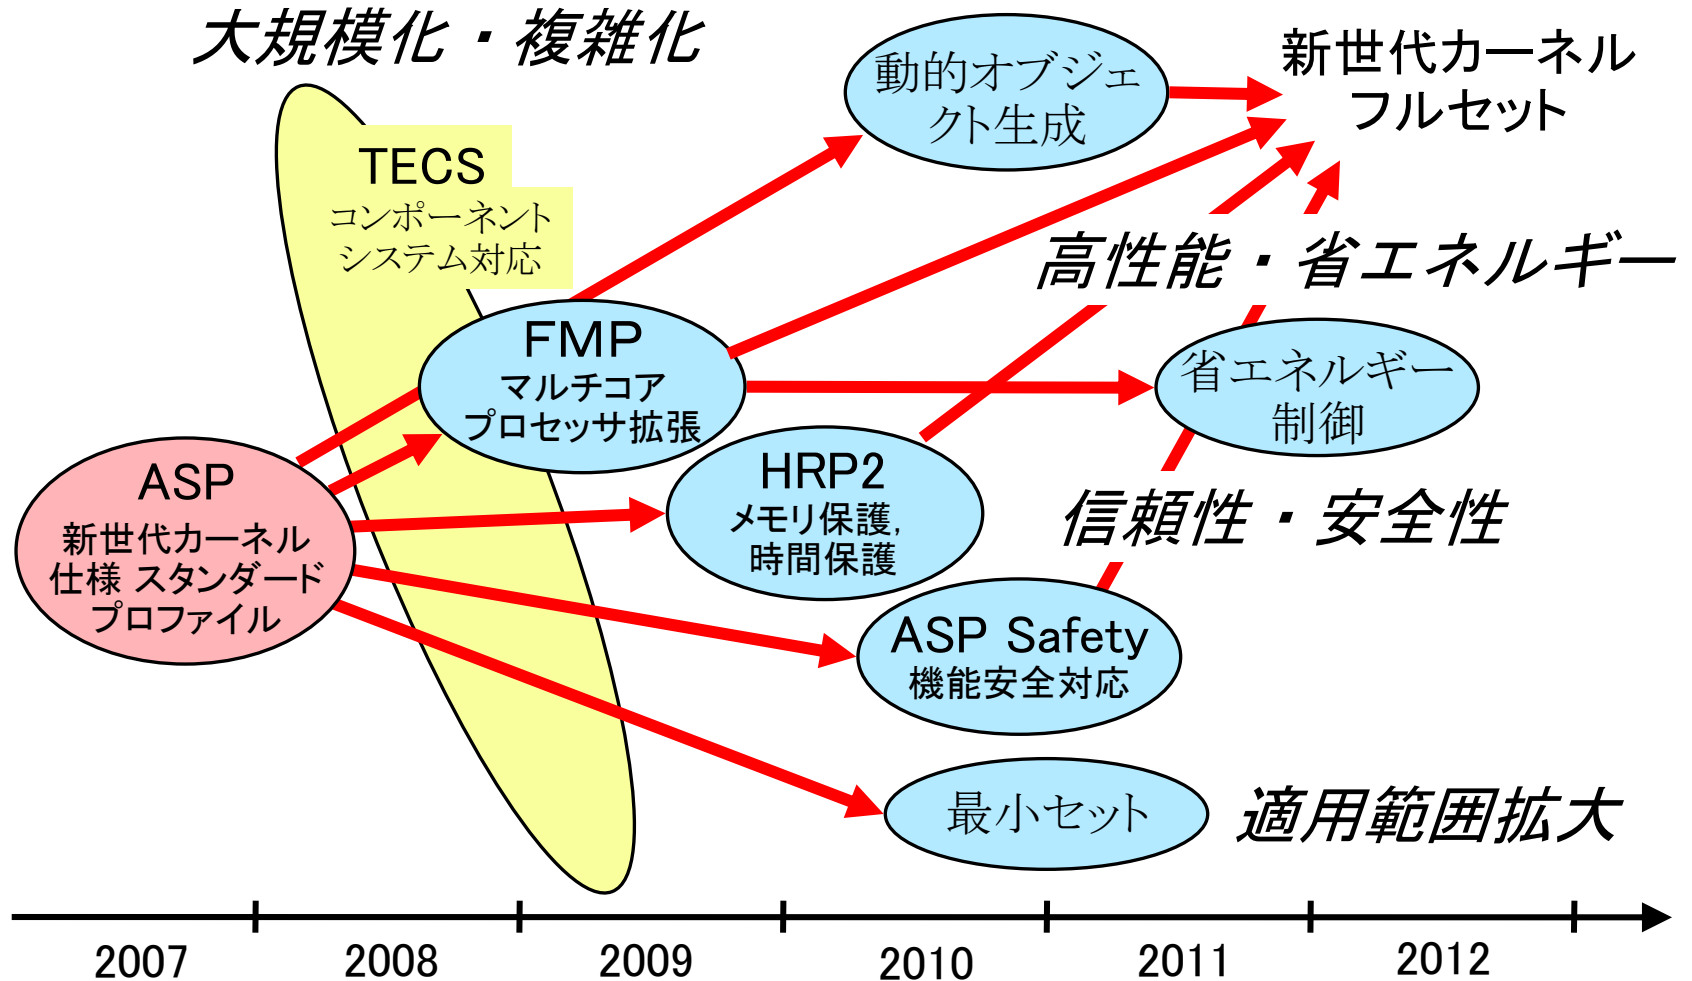 大規模化・複雑化
動的オブジェ
クト生成
新世代カーネル
フルセット
TECS
コンポーネント
システム対応
高性能・省エネルギー
FMP
マルチコア
プロセッサ拡張
省エネルギー
制御
ASP
新世代カーネル
仕様 スタンダード
プロファイル
HRP2
メモリ保護,
時間保護
信頼性・安全性
ASP Safety
機能安全対応
最小セット
適用範囲拡大
2007
2008
2009
2010
2011
2012